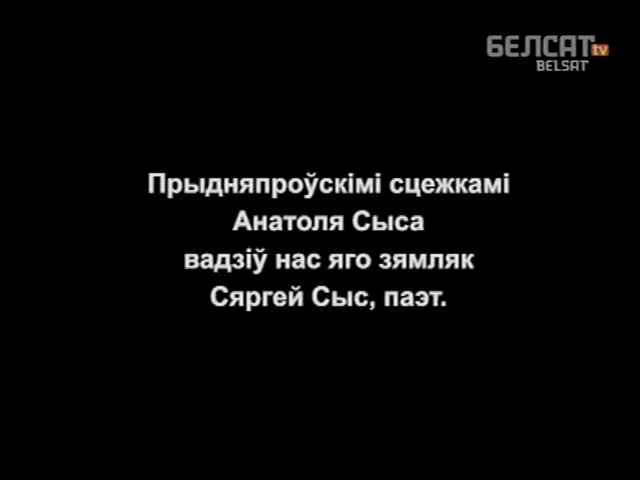 БЕЛСАТ tv
BELSAT
Прыдняпроўскімі сцежкамі
Анатоля Сыса
вадзіў нас яго зямляк
Сяргей Сыс, паэт.